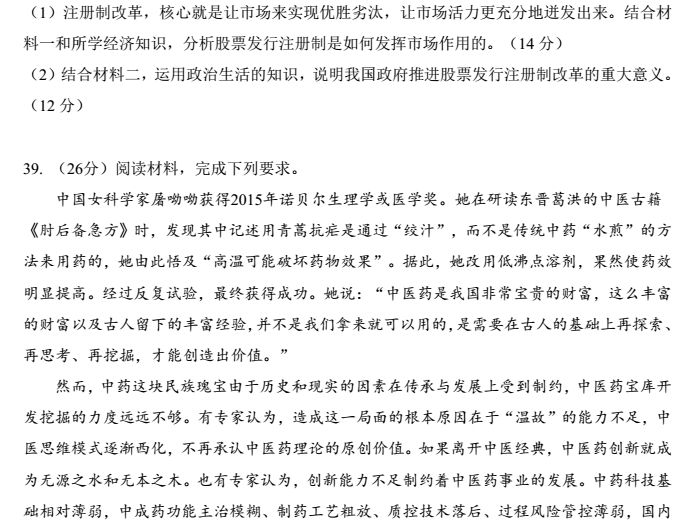 （1）注册制改革，核心就是让市场来实现优胜劣汰，让市场活力更充分地迸发出来。结合材
料一和所学经济知识，分析股票发行注册制是如何发挥市场作用的。（14 分）
（2）结合材料二，运用政治生活的知识，说明我国政府推进股票发行注册制改革的重大意义。
（12 分）
39. （26分）阅读材料，完成下列要求。
中国女科学家屠呦呦获得2015年诺贝尔生理学或医学奖。她在研读东晋葛洪的中医古籍
《肘后备急方》时，发现其中记述用青蒿抗疟是通过“绞汁”，而不是传统中药“水煎”的方
法来用药的，她由此悟及“高温可能破坏药物效果”。据此，她改用低沸点溶剂，果然使药效
明显提高。经过反复试验，最终获得成功。她说：“中医药是我国非常宝贵的财富，这么丰富
的财富以及古人留下的丰富经验，并不是我们拿来就可以用的，是需要在古人的基础上再探索、
再思考、再挖掘，才能创造出价值。”
然而，中药这块民族瑰宝由于历史和现实的因素在传承与发展上受到制约，中医药宝库开
发挖掘的力度远远不够。有专家认为，造成这一局面的根本原因在于“温故”的能力不足，中
医思维模式逐渐西化，不再承认中医药理论的原创价值。如果离开中医经典，中医药创新就成
为无源之水和无本之木。也有专家认为，创新能力不足制约着中医药事业的发展。中药科技基
础相对薄弱，中成药功能主治模糊、制药工艺粗放、质控技术落后、过程风险管控薄弱，国内